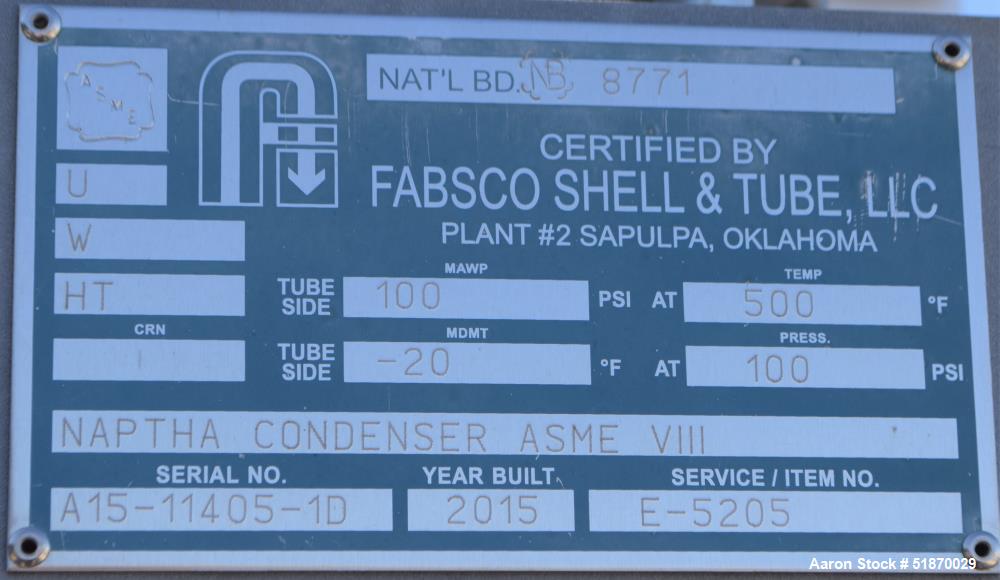 ASME
NAT'L BD. NB 8771
CERTIFIED BY
FABSCO SHELL & TUBE, LLC
PLANT #2 SAPULPA, OKLAHOMA
U
W
HT
CRN
MAWP
TEMP
TUBE SIDE 100 PSI AT 500 °F
MDMT
PRESS.
TUBE SIDE -20 °F AT 100 PSI
NAPTHA CONDENSER ASME VIII
SERIAL NO. YEAR BUILT SERVICE / ITEM NO.
A15-11405-1D 2015 E-5205
Aaron Stock # 51870029